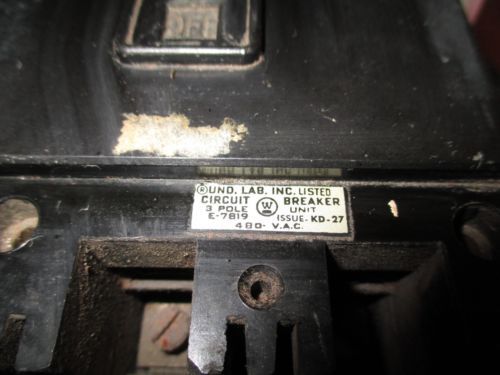 OFF
®UND. LAB. INC. LISTED
CIRCUIT W BREAKER
3 POLE UNIT
E-7819 ISSUE-KD-27
480- V.A.C.